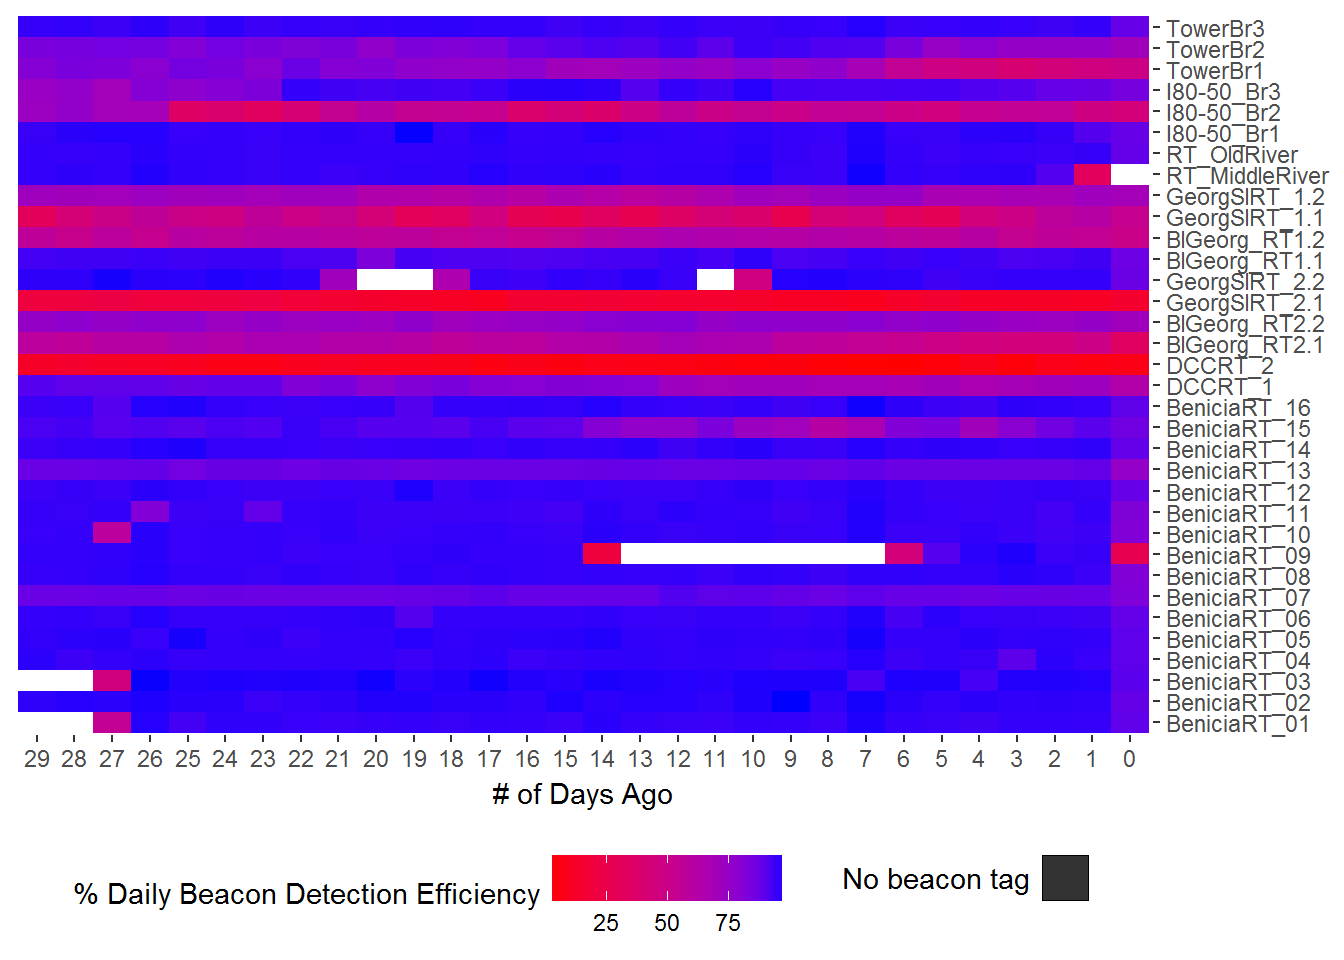 TowerBr3
TowerBr2
TowerBr1
I80-50_Br3
I80-50_Br2
I80-50_Br1
RT_OldRiver
RT_MiddleRiver
GeorgSlRT_1.2
GeorgSlRT_1.1
BlGeorg_RT1.2
BlGeorg_RT1.1
GeorgSlRT_2.2
GeorgSlRT_2.1
BlGeorg_RT2.2
BlGeorg_RT2.1
DCCRT_2
DCCRT_1
BeniciaRT_16
BeniciaRT_15
BeniciaRT_14
BeniciaRT_13
BeniciaRT_12
BeniciaRT_11
BeniciaRT_10
BeniciaRT_09
BeniciaRT_08
BeniciaRT_07
BeniciaRT_06
BeniciaRT_05
BeniciaRT_04
BeniciaRT_03
BeniciaRT_02
BeniciaRT_01
29 28 27 26 25 24 23 22 21 20 19 18 17 16 15 14 13 12 11 10 9 8 7 6 5 4 3 2 1 0
# of Days Ago
% Daily Beacon Detection Efficiency
25 50 75
No beacon tag